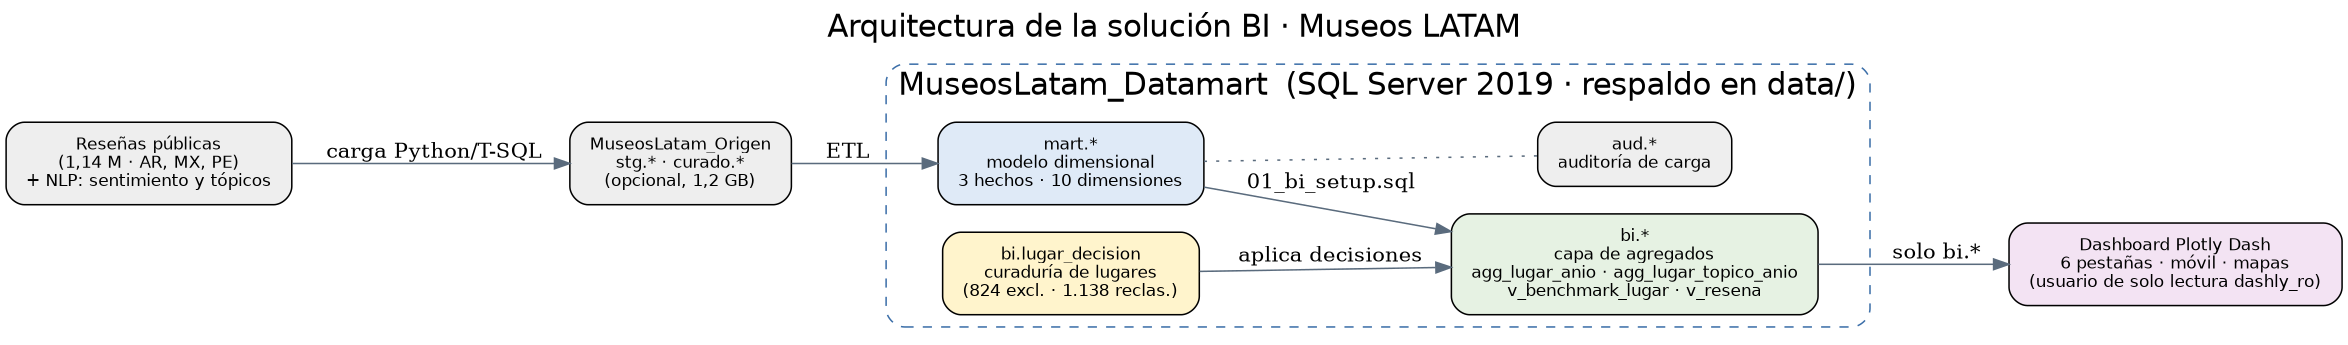 Arquitectura de la solución BI · Museos LATAM
MuseosLatam_Datamart  (SQL Server 2019 · respaldo en data/)
Reseñas públicas
(1,14 M · AR, MX, PE)
+ NLP: sentimiento y tópicos
carga Python/T-SQL
MuseosLatam_Origen
stg.* · curado.*
(opcional, 1,2 GB)
ETL
mart.*
modelo dimensional
3 hechos · 10 dimensiones
aud.*
auditoría de carga
01_bi_setup.sql
bi.lugar_decision
curaduría de lugares
(824 excl. · 1.138 reclas.)
aplica decisiones
bi.*
capa de agregados
agg_lugar_anio · agg_lugar_topico_anio
v_benchmark_lugar · v_resena
solo bi.*
Dashboard Plotly Dash
6 pestañas · móvil · mapas
(usuario de solo lectura dashly_ro)